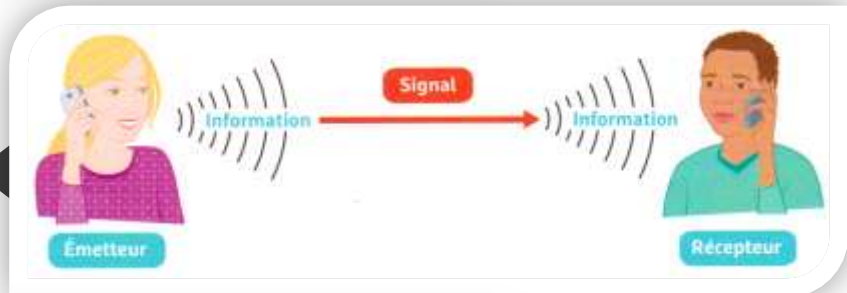 Signal
Information
Information
Émetteur
Récepteur